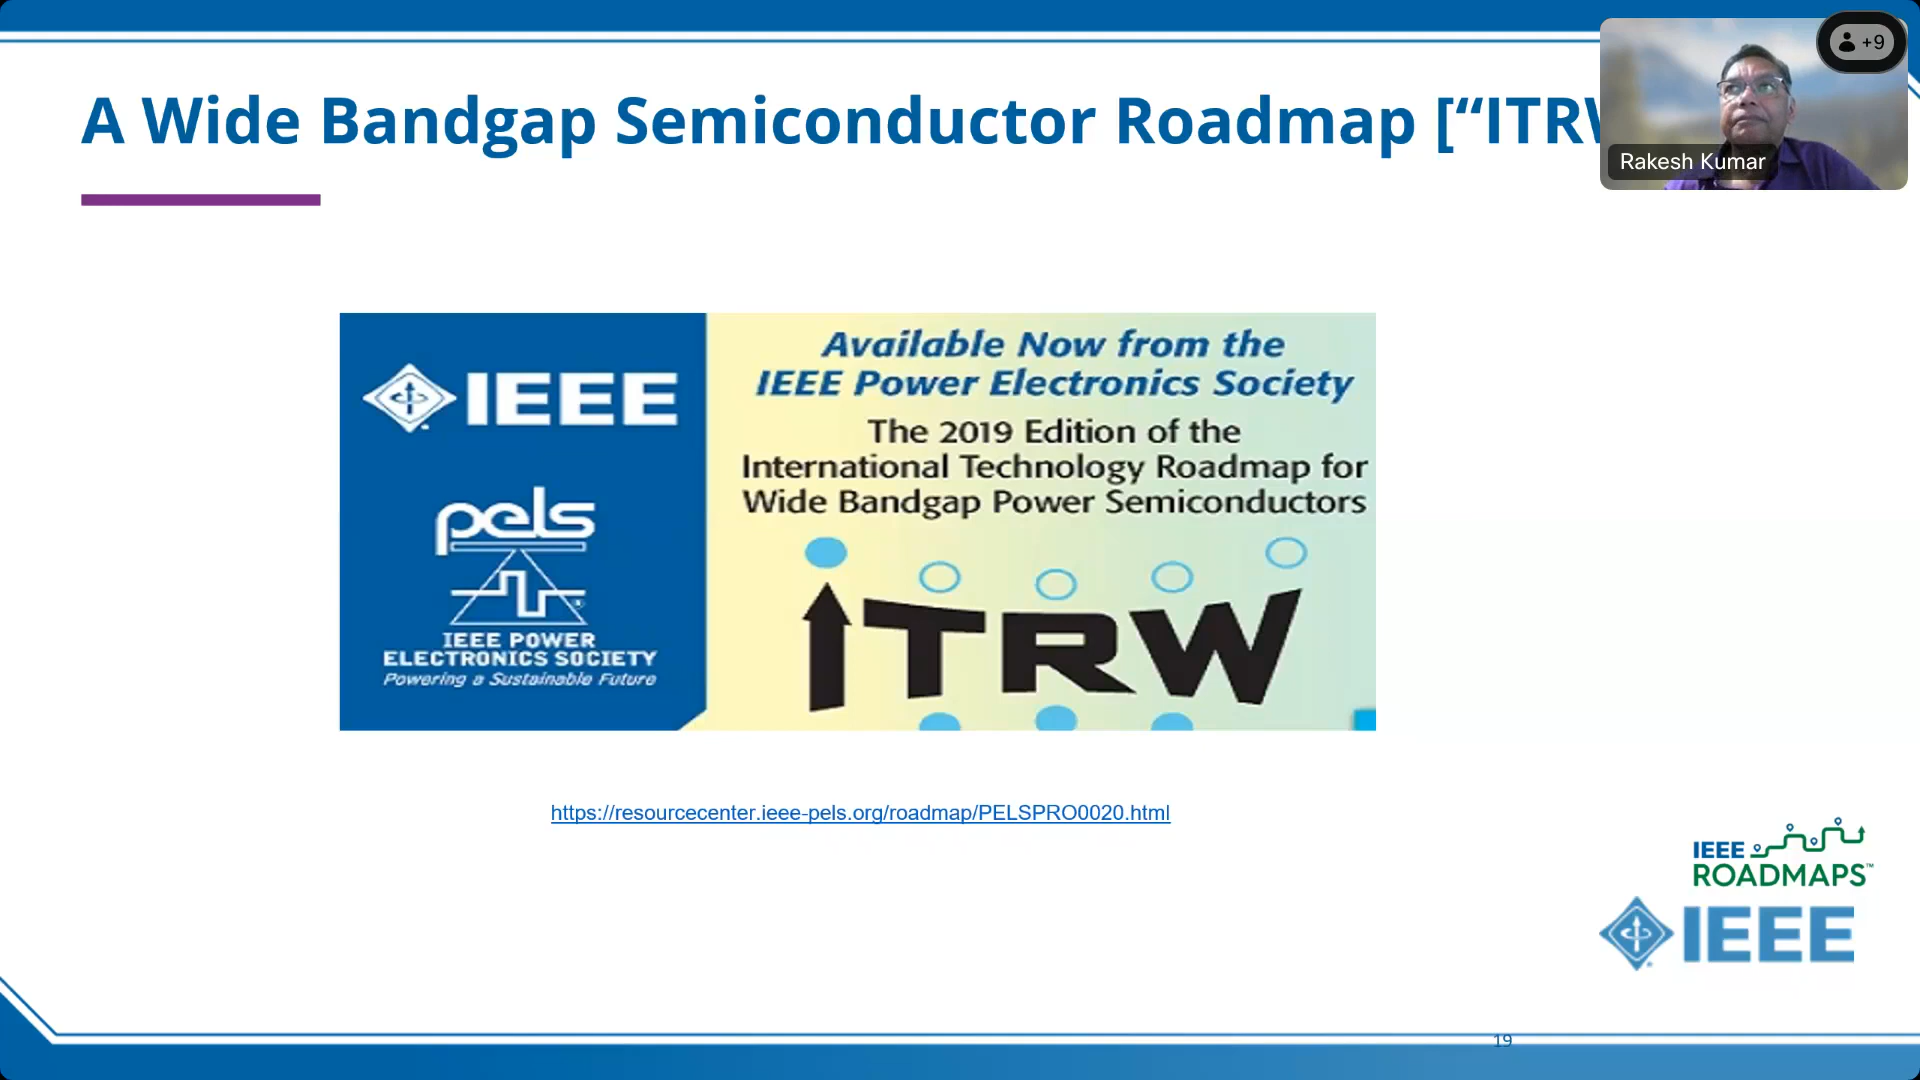 A Wide Bandgap Semiconductor Roadmap [“ITRW
+9
Rakesh Kumar
IEEE
pels
IEEE POWER
ELECTRONICS SOCIETY
Powering a Sustainable Future
Available Now from the
IEEE Power Electronics Society
The 2019 Edition of the
International Technology Roadmap for
Wide Bandgap Power Semiconductors
ITRW
https://resourcecenter.ieee-pels.org/roadmap/PELSPRO0020.html
IEEE
ROADMAPS™
IEEE
19